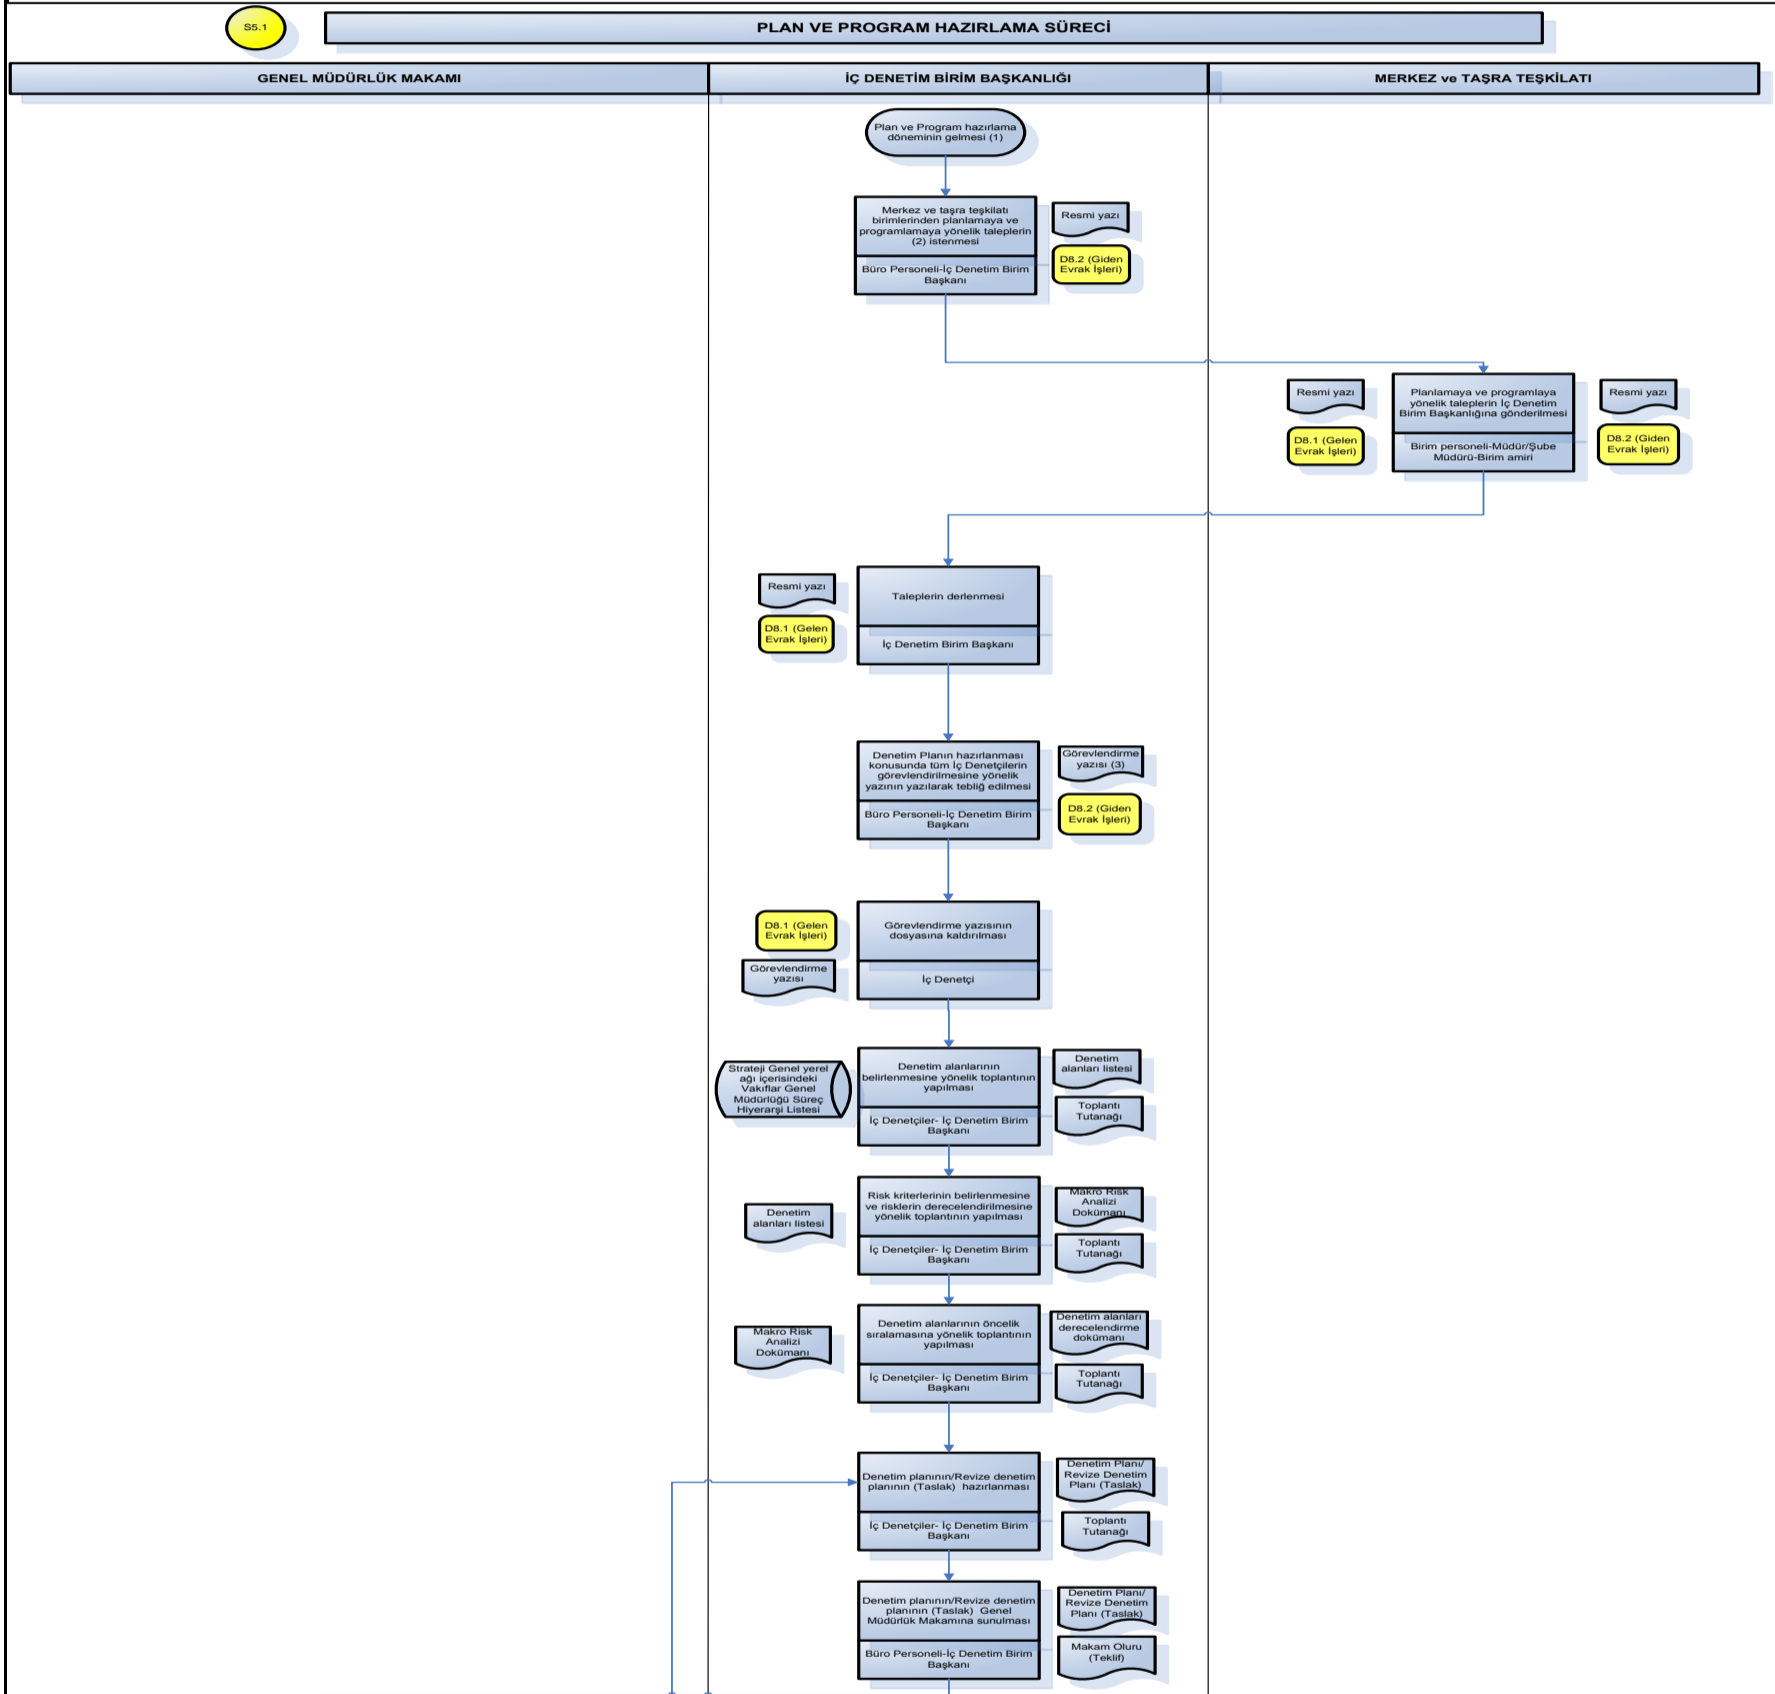 S5.1
PLAN VE PROGRAM HAZIRLAMA SÜRECİ
GENEL MÜDÜRLÜK MAKAMI
İÇ DENETİM BİRİM BAŞKANLIĞI
MERKEZ ve TAŞRA TEŞKİLATI
Plan ve Program hazırlama
döneminin gelmesi (1)
Merkez ve taşra teşkilatı
birimlerinden planlamaya ve
programlamaya yönelik taleplerin
(2) istenmesi
Büro Personeli-İç Denetim Birim
Başkanı
Resmi yazı
D8.2 (Giden
Evrak İşleri)
Resmi yazı
D8.1 (Gelen
Evrak İşleri)
Planlamaya ve programlaya
yönelik taleplerin İç Denetim
Birim Başkanlığına gönderilmesi
Birim personeli-Müdür/Şube
Müdürü-Birim amiri
Resmi yazı
D8.2 (Giden
Evrak İşleri)
Resmi yazı
D8.1 (Gelen
Evrak İşleri)
Taleplerin derlenmesi
İç Denetim Birim Başkanı
Denetim Planın hazırlanması
konusunda tüm İç Denetçilerin
görevlendirilmesine yönelik
yazının yazılarak tebliğ edilmesi
Büro Personeli-İç Denetim Birim
Başkanı
Görevlendirme
yazısı (3)
D8.2 (Giden
Evrak İşleri)
D8.1 (Gelen
Evrak İşleri)
Görevlendirme
yazısı
Görevlendirme yazısının
dosyasına kaldırılması
İç Denetçi
Strateji Genel yerel
ağı içerisindeki
Vakıflar Genel
Müdürlüğü Süreç
Hiyerarşi Listesi
Denetim alanlarının
belirlenmesine yönelik toplantının
yapılması
İç Denetçiler- İç Denetim Birim
Başkanı
Denetim
alanları listesi
Toplantı
Tutanağı
Denetim
alanları listesi
Risk kriterlerinin belirlenmesine
ve risklerin derecelendirilmesine
yönelik toplantının yapılması
İç Denetçiler- İç Denetim Birim
Başkanı
Makro Risk
Analizi
Dokümanı
Toplantı
Tutanağı
Makro Risk
Analizi
Dokümanı
Denetim alanlarının öncelik
sıralamasına yönelik toplantının
yapılması
İç Denetçiler- İç Denetim Birim
Başkanı
Denetim alanları
derecelendirme
dokümanı
Toplantı
Tutanağı
Denetim planının/Revize denetim
planının (Taslak) hazırlanması
İç Denetçiler- İç Denetim Birim
Başkanı
Denetim Planı/
Revize Denetim
Planı (Taslak)
Toplantı
Tutanağı
Denetim planının/Revize denetim
planının (Taslak) Genel
Müdürlük Makamına sunulması
Büro Personeli-İç Denetim Birim
Başkanı
Denetim Planı/
Revize Denetim
Planı (Taslak)
Makam Oluru
(Teklif)